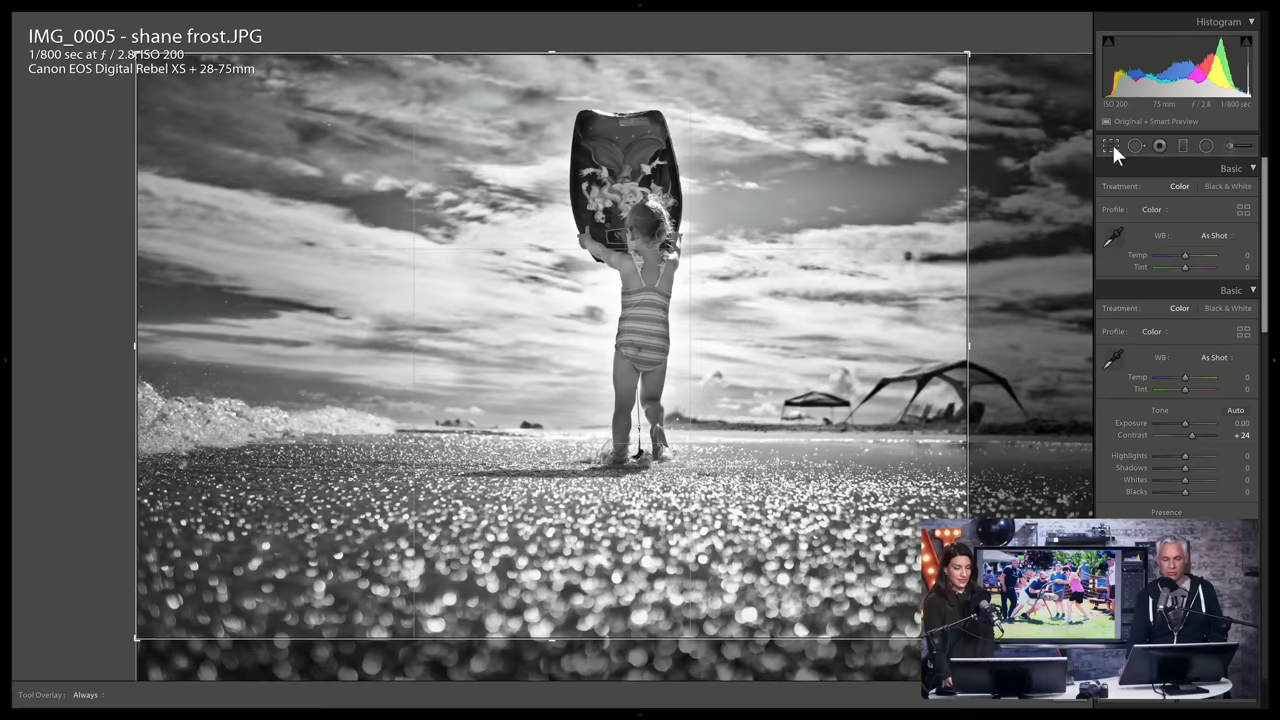 IMG_0005 - shane frost.JPG
1/800 sec at ƒ / 2.8, ISO 200
Canon EOS Digital Rebel XS + 28-75mm
Histogram
ISO 200 75 mm ƒ / 2.8 1/800 sec
Original + Smart Preview
Basic
Treatment : Color Black & White
Profile : Color
WB : As Shot
Temp 0
Tint 0
Basic
Treatment : Color Black & White
Profile : Color
WB : As Shot
Temp 0
Tint 0
Tone Auto
Exposure 0.00
Contrast + 24
Highlights 0
Shadows 0
Whites 0
Blacks 0
Presence
Tool Overlay : Always